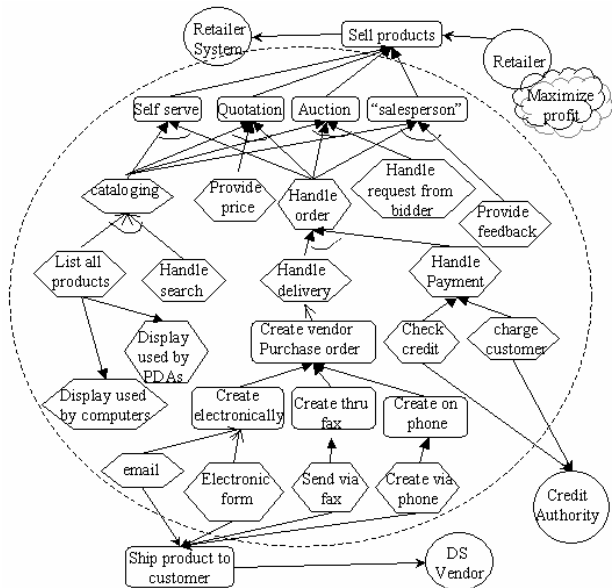 Retailer
System
Sell products
Retailer
Maximize
profit
Self serve
Quotation
Auction
“salesperson”
cataloging
Provide
price
Handle
order
Handle
request from
bidder
Provide
feedback
List all
products
Handle
search
Handle
delivery
Handle
Payment
Display
used by
PDAs
Create vendor
Purchase order
Check
credit
charge
customer
Display used
by computers
Create
electronically
Create thru
fax
Create on
phone
email
Electronic
form
Send via
fax
Create via
phone
Credit
Authority
Ship product to
customer
DS
Vendor